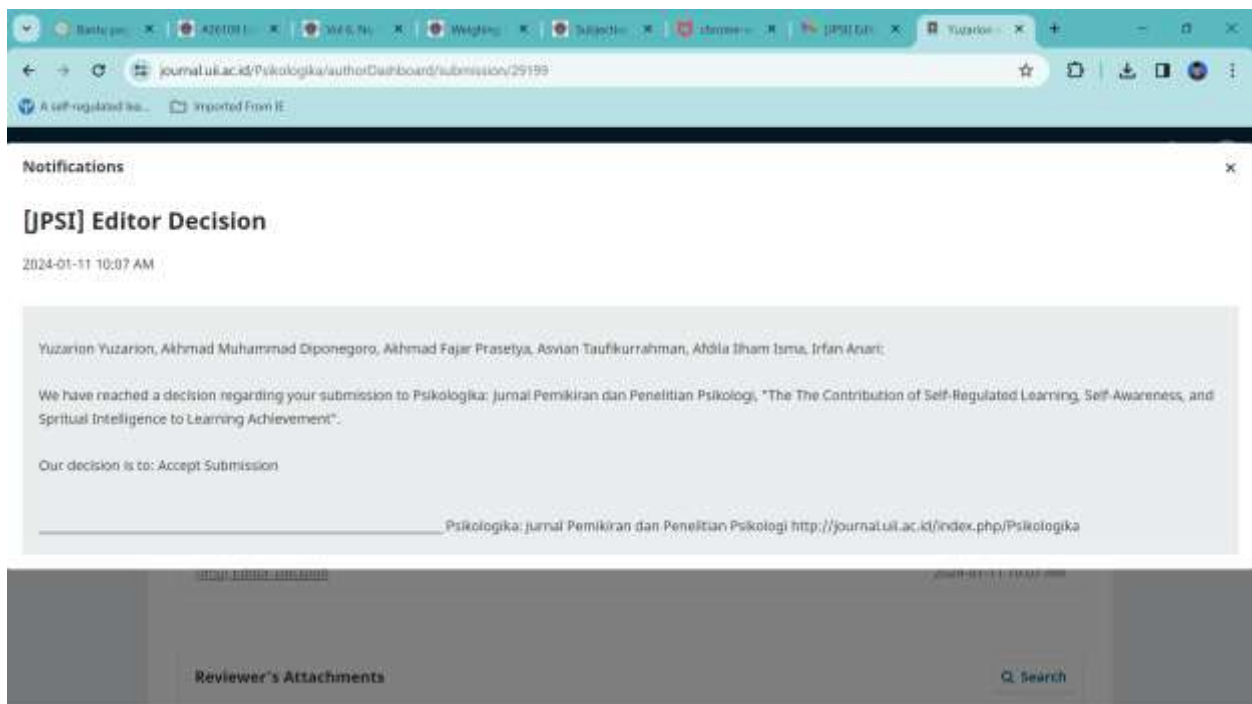 journal.uii.ac.id/Psikologika/authorDashboard/submission/29199
A self-regulated lea... Imported From IE
Notifications
[JPSI] Editor Decision
2024-01-11 10:07 AM
Yuzarion Yuzarion, Akhmad Muhammad Diponegoro, Akhmad Fajar Prasetya, Asvian Taufikurrahman, Afdila Ilham Isma, Irfan Anari:
We have reached a decision regarding your submission to Psikologika: Jurnal Pemikiran dan Penelitian Psikologi, "The The Contribution of Self-Regulated Learning, Self-Awareness, and
Spritual Intelligence to Learning Achievement".
Our decision is to: Accept Submission
Psikologika: Jurnal Pemikiran dan Penelitian Psikologi http://journal.uii.ac.id/index.php/Psikologika
Reviewer's Attachments
Search